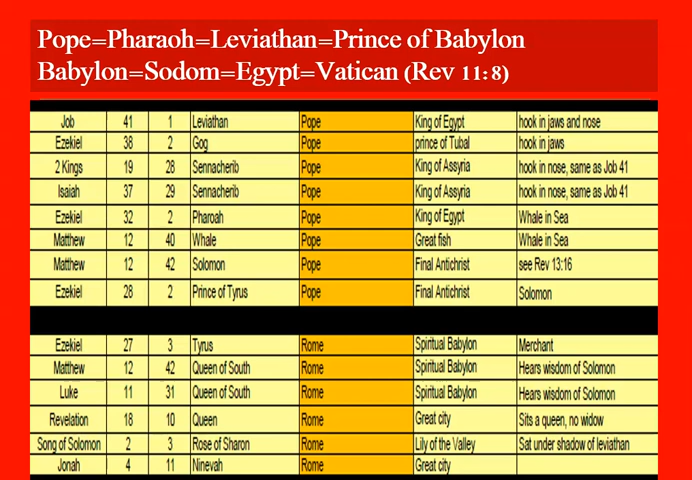 Pope=Pharaoh=Leviathan=Prince of Babylon
Babylon=Sodom=Egypt=Vatican (Rev 11:8)
Job 41 1 Leviathan Pope King of Egypt hook in jaws and nose
Ezekiel 38 2 Gog Pope prince of Tubal hook in jaws
2 Kings 19 28 Sennacherib Pope King of Assyria hook in nose, same as Job 41
Isaiah 37 29 Sennacherib Pope King of Assyria hook in nose, same as Job 41
Ezekiel 32 2 Pharoah Pope King of Egypt Whale in Sea
Matthew 12 40 Whale Pope Great fish Whale in Sea
Matthew 12 42 Solomon Pope Final Antichrist see Rev 13:16
Ezekiel 28 2 Prince of Tyrus Pope Final Antichrist Solomon
Ezekiel 27 3 Tyrus Rome Spiritual Babylon Merchant
Matthew 12 42 Queen of South Rome Spiritual Babylon Hears wisdom of Solomon
Luke 11 31 Queen of South Rome Spiritual Babylon Hears wisdom of Solomon
Revelation 18 10 Queen Rome Great city Sits a queen, no widow
Song of Solomon 2 3 Rose of Sharon Rome Lily of the Valley Sat under shadow of leviathan
Jonah 4 11 Ninevah Rome Great city